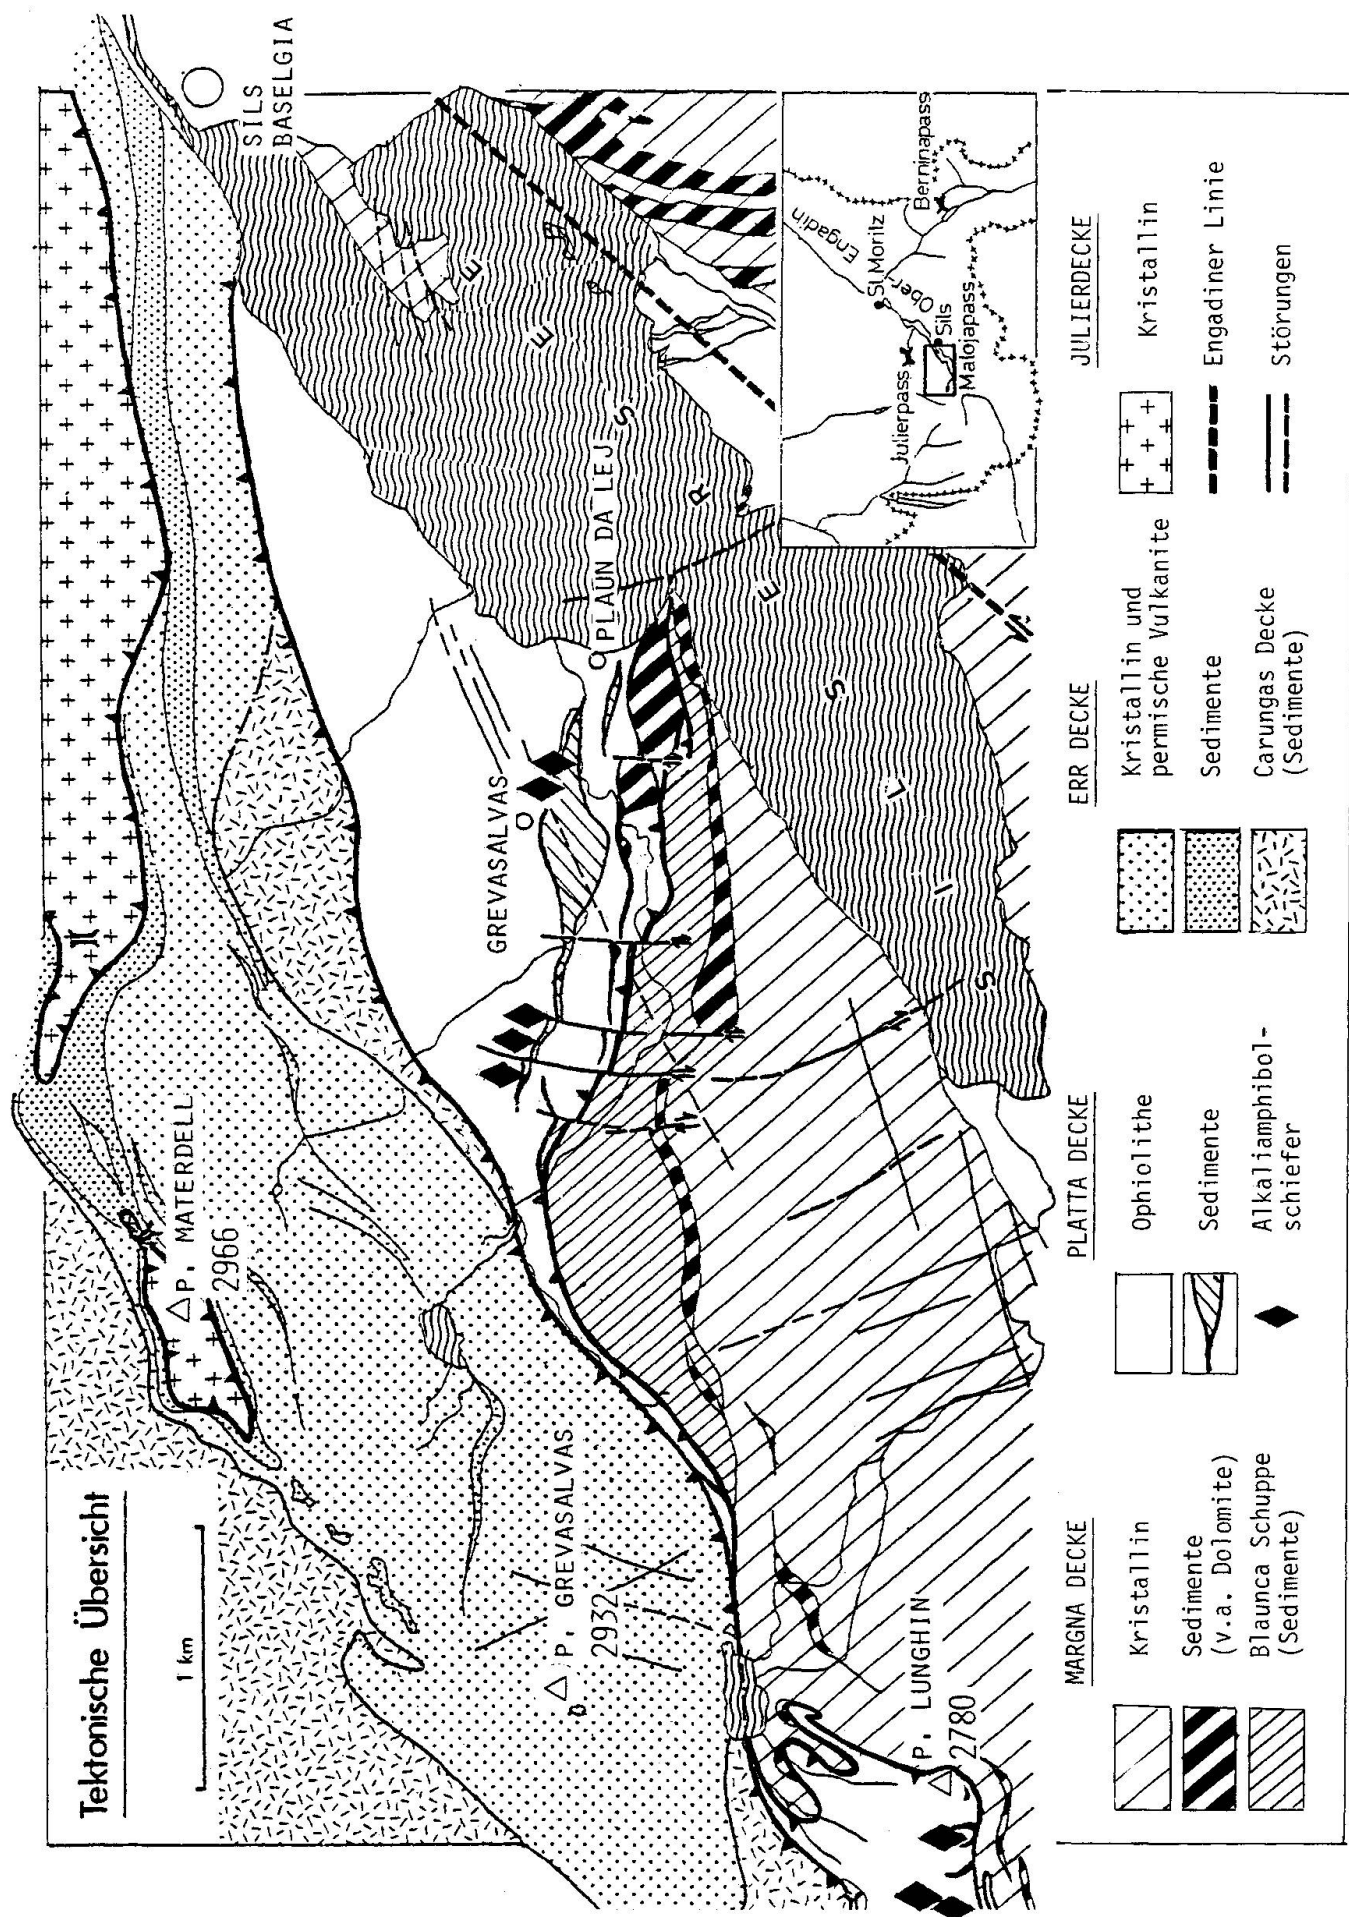 Tektonische Übersicht
1 km
SILS
BASELGIA
P. MATERDELL
2966
GREVASALVAS
PLAUN DA LEJ
P. GREVASALVAS
2932
P. LUNGHIN
2780
SILSERSEE
Julierpass
St.Moritz
Ober-Engadin
Sils
Malojapass
Berninapass
MARGNA DECKE
Kristallin
Sedimente
(v.a. Dolomite)
Blaunca Schuppe
(Sedimente)
PLATTA DECKE
Ophiolithe
Sedimente
Alkaliamphibol-
schiefer
ERR DECKE
Kristallin und
permische Vulkanite
Sedimente
Carungas Decke
(Sedimente)
JULIERDECKE
Kristallin
Engadiner Linie
Störungen